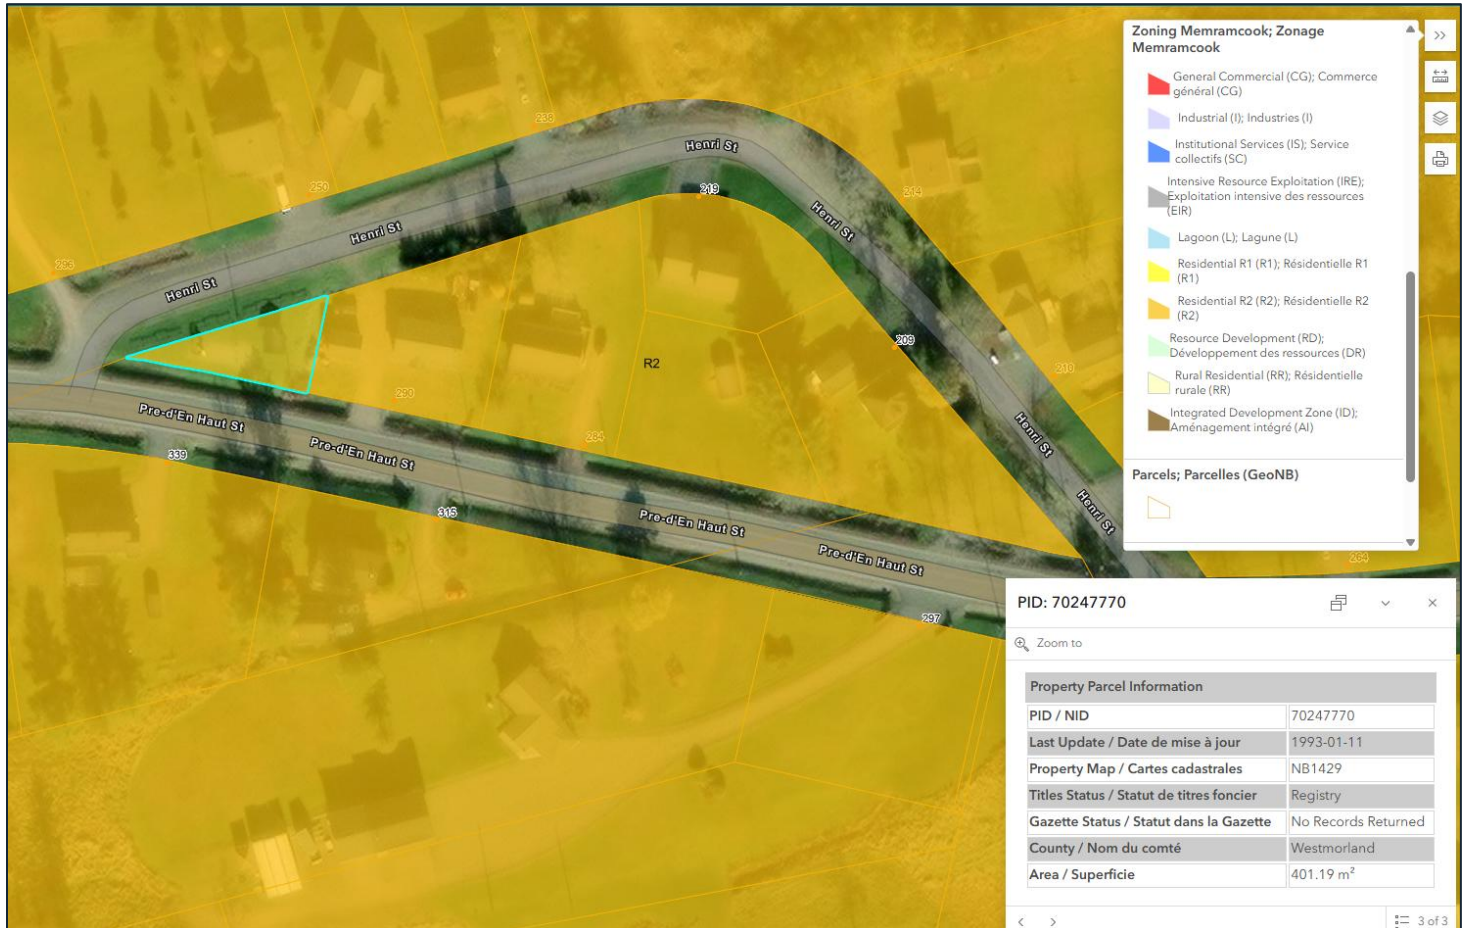 Zoning Memramcook; Zonage
Memramcook
General Commercial (CG); Commerce
général (CG)
Industrial (I); Industries (I)
Institutional Services (IS); Service
collectifs (SC)
Intensive Resource Exploitation (IRE);
Exploitation intensive des ressources
(EIR)
Lagoon (L); Lagune (L)
Residential R1 (R1); Résidentielle R1
(R1)
Residential R2 (R2); Résidentielle R2
(R2)
Resource Development (RD);
Développement des ressources (DR)
Rural Residential (RR); Résidentielle
rurale (RR)
Integrated Development Zone (ID);
Aménagement intégré (AI)
Parcels; Parcelles (GeoNB)
238
Henri St
250
219
214
Henri St
Henri St
296
Henri St
209
R2
210
290
Pre-d'En Haut St
Henri St
284
339
Pre-d'En Haut St
Henri St
315
Pre-d'En Haut St
Pre-d'En Haut St
264
297
PID: 70247770
Zoom to
Property Parcel Information
PID / NID 70247770
Last Update / Date de mise à jour 1993-01-11
Property Map / Cartes cadastrales NB1429
Titles Status / Statut de titres foncier Registry
Gazette Status / Statut dans la Gazette No Records Returned
County / Nom du comté Westmorland
Area / Superficie 401.19 m²
3 of 3